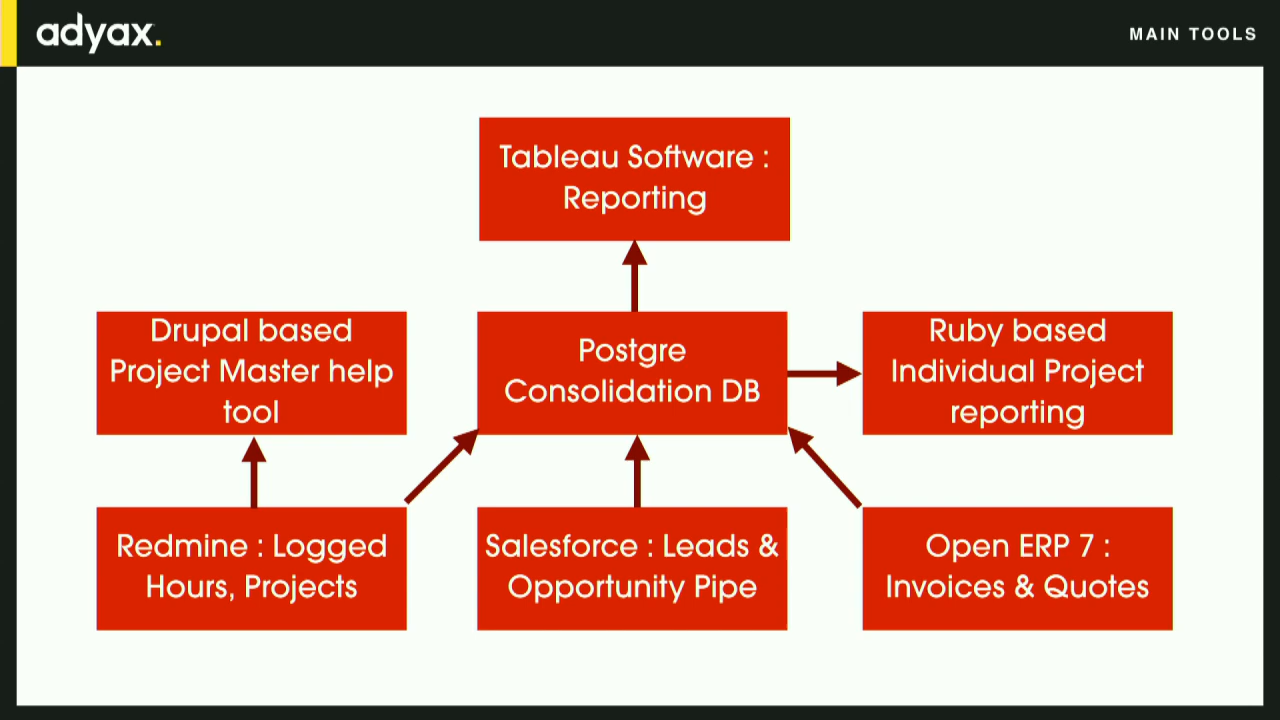 adyax.
MAIN TOOLS
Tableau Software :
Reporting
Drupal based
Project Master help
tool
Postgre
Consolidation DB
Ruby based
Individual Project
reporting
Redmine : Logged
Hours, Projects
Salesforce : Leads &
Opportunity Pipe
Open ERP 7 :
Invoices & Quotes